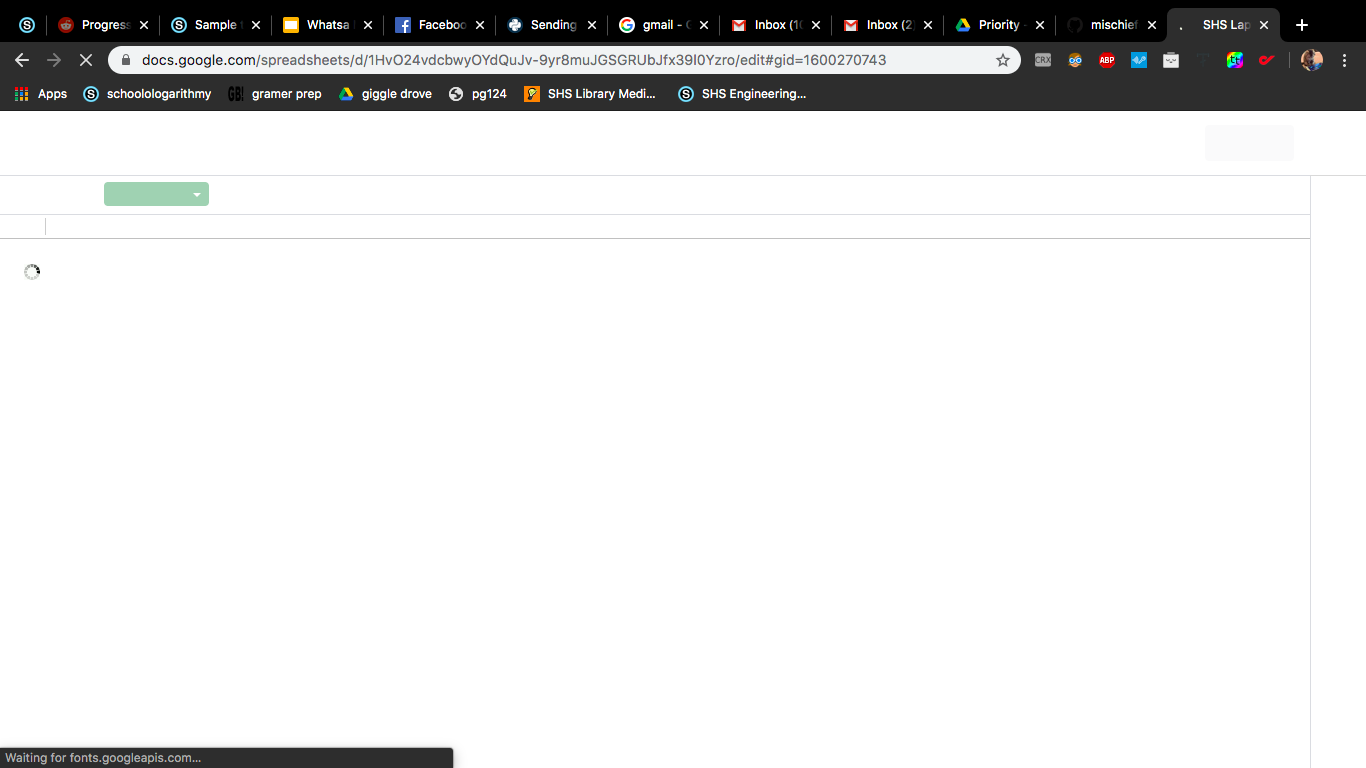 Progress Sample Whatsa Faceboo Sending gmail - Inbox (1 Inbox (2) Priority - mischief SHS Lap
docs.google.com/spreadsheets/d/1HvO24vdcbwyOYdQuJv-9yr8muJGSGRUbJfx39I0Yzro/edit#gid=1600270743 CRX ABP
Apps schoolologarithmy GB! gramer prep giggle drove pg124 SHS Library Medi... SHS Engineering...
Waiting for fonts.googleapis.com...